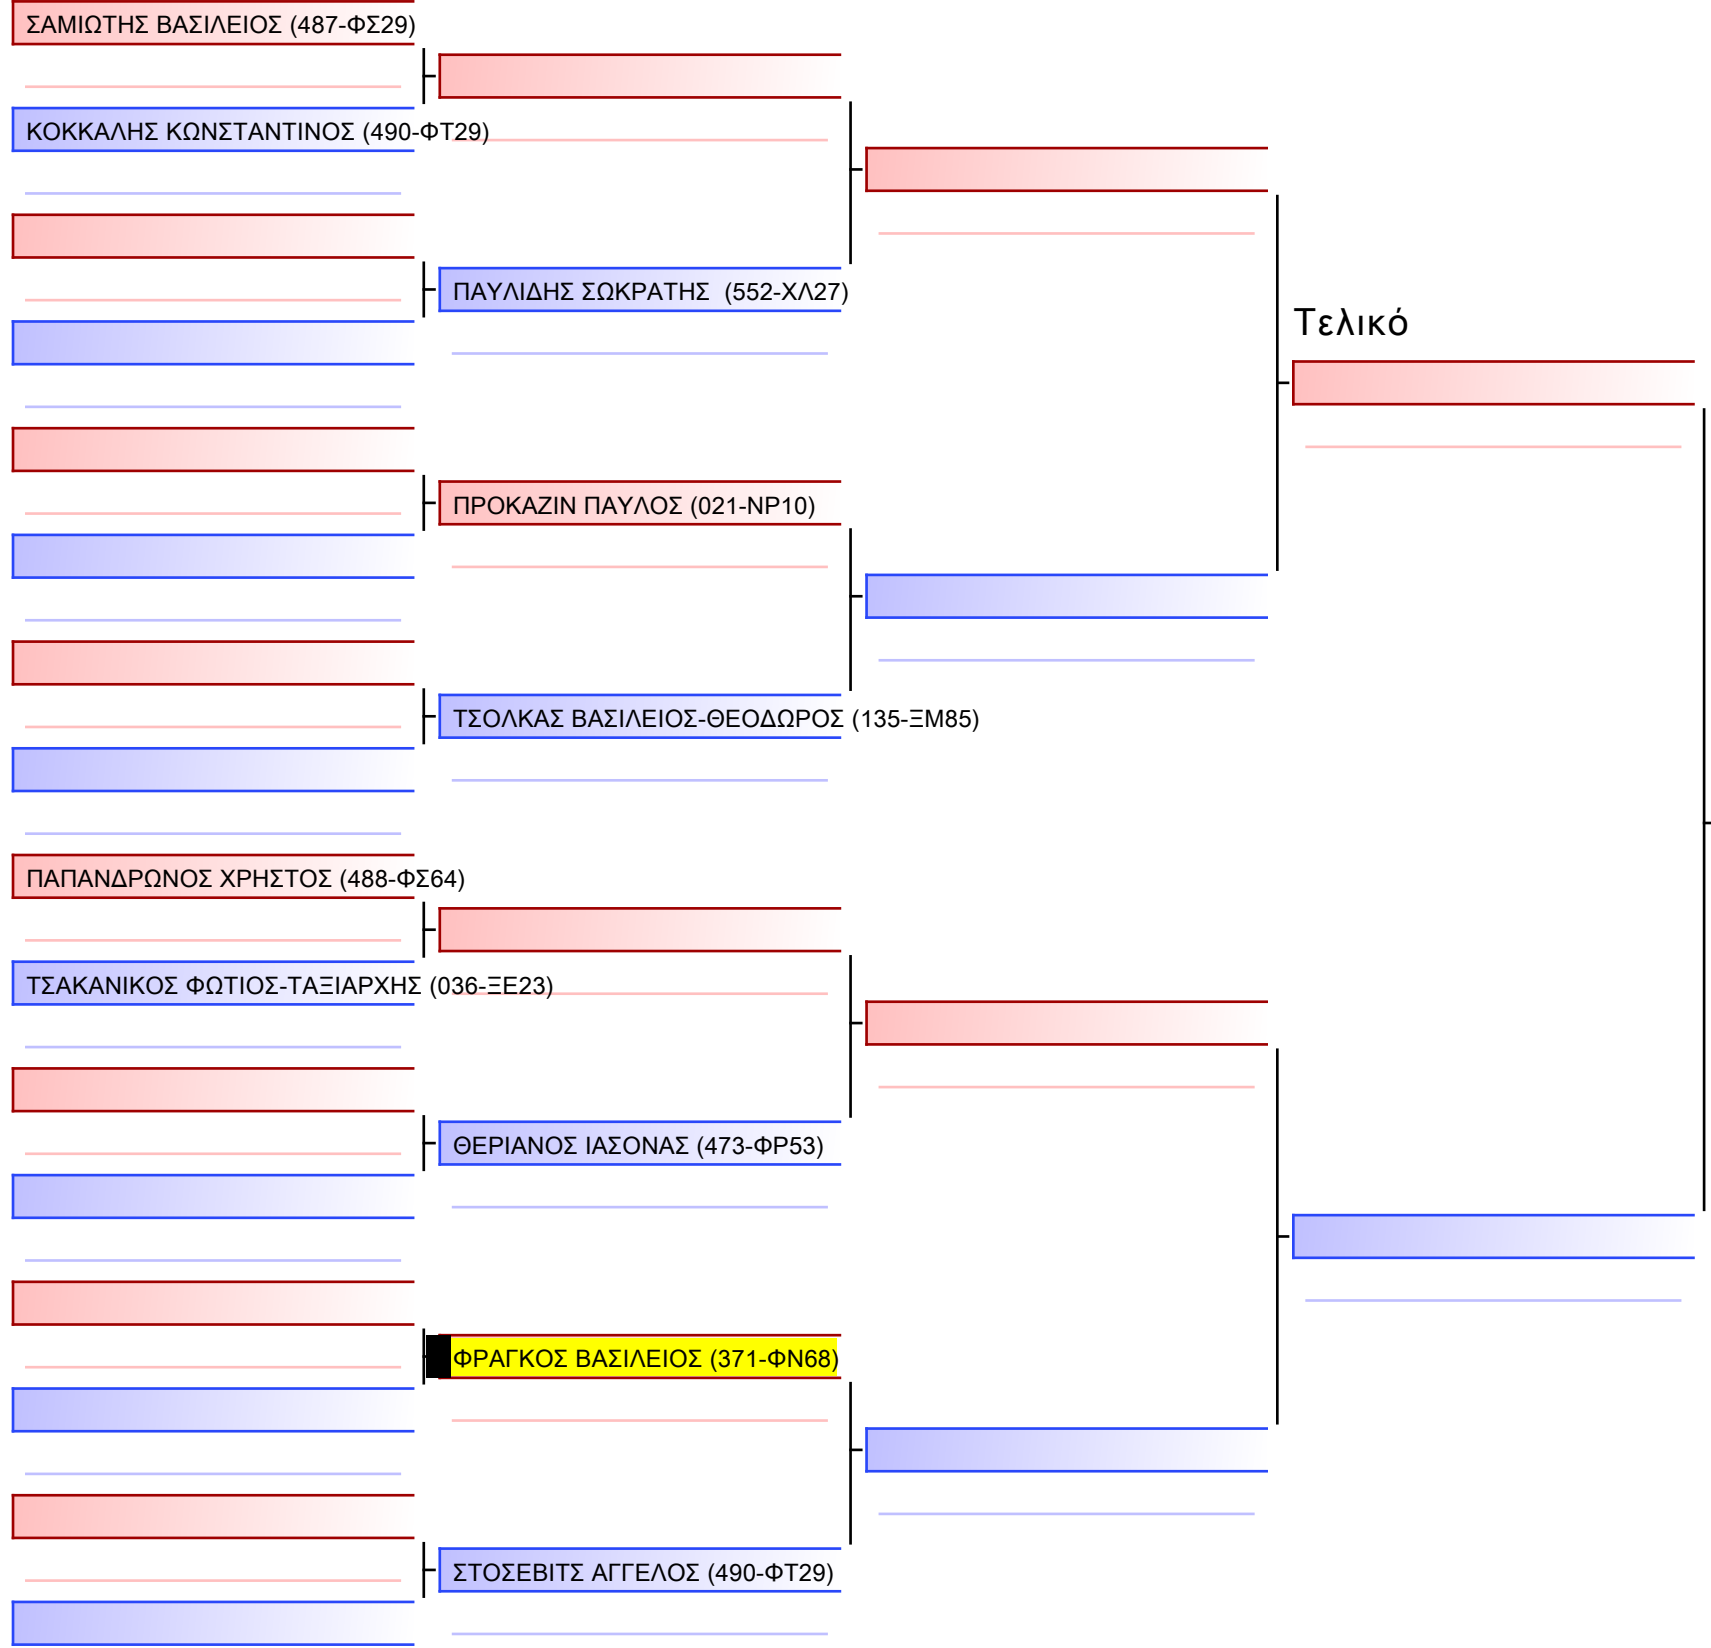 ΣΑΜΙΩΤΗΣ ΒΑΣΙΛΕΙΟΣ (487-ΦΣ29)
ΚΟΚΚΑΛΗΣ ΚΩΝΣΤΑΝΤΙΝΟΣ (490-ΦΤ29)
ΠΑΥΛΙΔΗΣ ΣΩΚΡΑΤΗΣ (552-ΧΛ27)
Τελικό
ΠΡΟΚΑΖΙΝ ΠΑΥΛΟΣ (021-ΝΡ10)
ΤΣΟΛΚΑΣ ΒΑΣΙΛΕΙΟΣ-ΘΕΟΔΩΡΟΣ (135-ΞΜ85)
ΠΑΠΑΝΔΡΩΝΟΣ ΧΡΗΣΤΟΣ (488-ΦΣ64)
ΤΣΑΚΑΝΙΚΟΣ ΦΩΤΙΟΣ-ΤΑΞΙΑΡΧΗΣ (036-ΞΕ23)
ΘΕΡΙΑΝΟΣ ΙΑΣΟΝΑΣ (473-ΦΡ53)
ΦΡΑΓΚΟΣ ΒΑΣΙΛΕΙΟΣ (371-ΦΝ68)
ΣΤΟΣΕΒΙΤΣ ΑΓΓΕΛΟΣ (490-ΦΤ29)